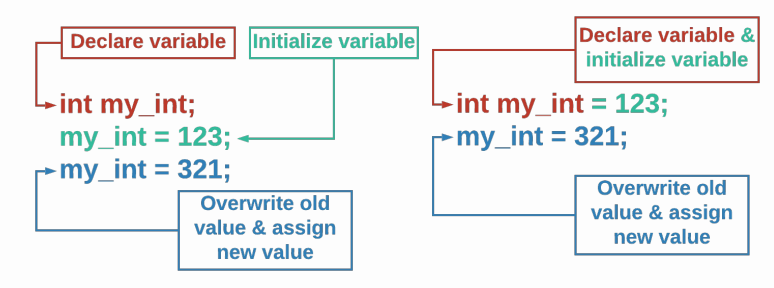 Declare variable
Initialize variable
int my_int;
my_int = 123;
my_int = 321;
Overwrite old
value & assign
new value
Declare variable &
initialize variable
int my_int = 123;
my_int = 321;
Overwrite old
value & assign
new value